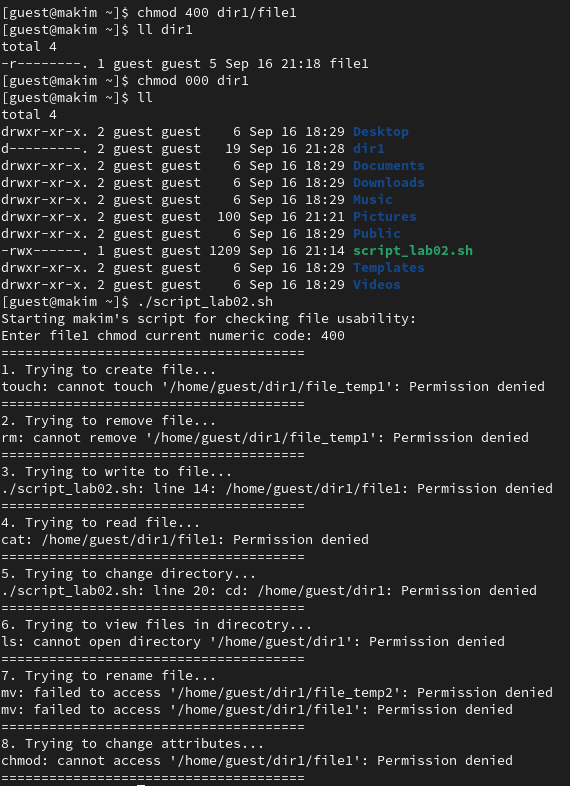 [guest@makim ~]$ chmod 400 dir1/file1
[guest@makim ~]$ ll dir1
total 4
-r--------. 1 guest guest 5 Sep 16 21:18 file1
[guest@makim ~]$ chmod 000 dir1
[guest@makim ~]$ ll
total 4
drwxr-xr-x. 2 guest guest    6 Sep 16 18:29 Desktop
d---------. 2 guest guest   19 Sep 16 21:28 dir1
drwxr-xr-x. 2 guest guest    6 Sep 16 18:29 Documents
drwxr-xr-x. 2 guest guest    6 Sep 16 18:29 Downloads
drwxr-xr-x. 2 guest guest    6 Sep 16 18:29 Music
drwxr-xr-x. 2 guest guest  100 Sep 16 21:21 Pictures
drwxr-xr-x. 2 guest guest    6 Sep 16 18:29 Public
-rwx------. 1 guest guest 1209 Sep 16 21:14 script_lab02.sh
drwxr-xr-x. 2 guest guest    6 Sep 16 18:29 Templates
drwxr-xr-x. 2 guest guest    6 Sep 16 18:29 Videos
[guest@makim ~]$ ./script_lab02.sh
Starting makim's script for checking file usability:
Enter file1 chmod current numeric code: 400
======================================
1. Trying to create file...
touch: cannot touch '/home/guest/dir1/file_temp1': Permission denied
======================================
2. Trying to remove file...
rm: cannot remove '/home/guest/dir1/file_temp1': Permission denied
======================================
3. Trying to write to file...
./script_lab02.sh: line 14: /home/guest/dir1/file1: Permission denied
======================================
4. Trying to read file...
cat: /home/guest/dir1/file1: Permission denied
======================================
5. Trying to change directory...
./script_lab02.sh: line 20: cd: /home/guest/dir1: Permission denied
======================================
6. Trying to view files in direcotry...
ls: cannot open directory '/home/guest/dir1': Permission denied
======================================
7. Trying to rename file...
mv: failed to access '/home/guest/dir1/file_temp2': Permission denied
mv: failed to access '/home/guest/dir1/file1': Permission denied
======================================
8. Trying to change attributes...
chmod: cannot access '/home/guest/dir1/file1': Permission denied
======================================